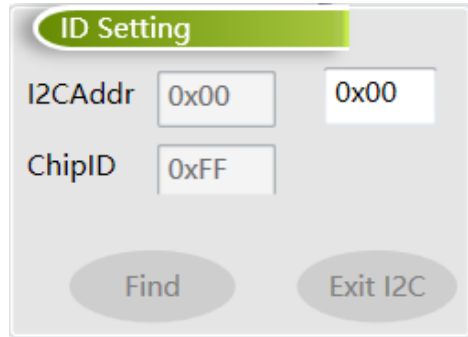 ID Setting
I2CAddr 0x00 0x00
ChipID 0xFF
Find Exit I2C